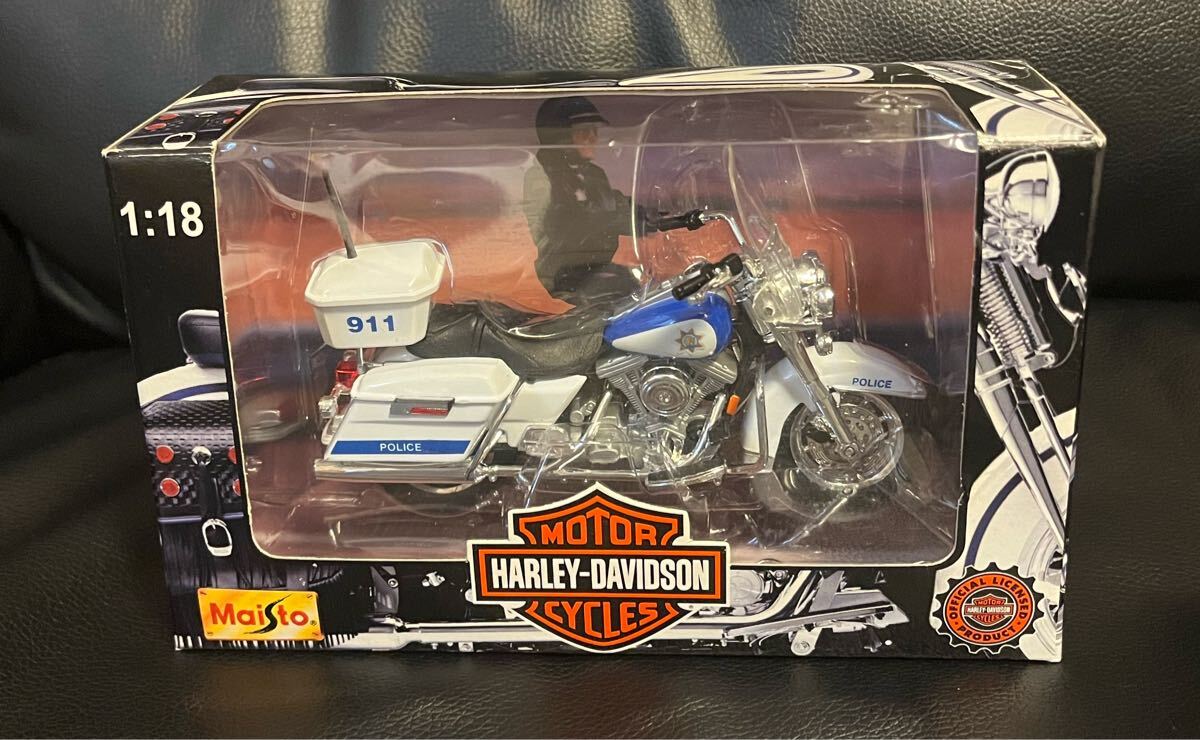 1:18
911
POLICE
POLICE
MOTOR
HARLEY-DAVIDSON
CYCLES
Maisto®
OFFICIAL LICENSED
MOTOR
HARLEY-DAVIDSON
CYCLES
PRODUCT